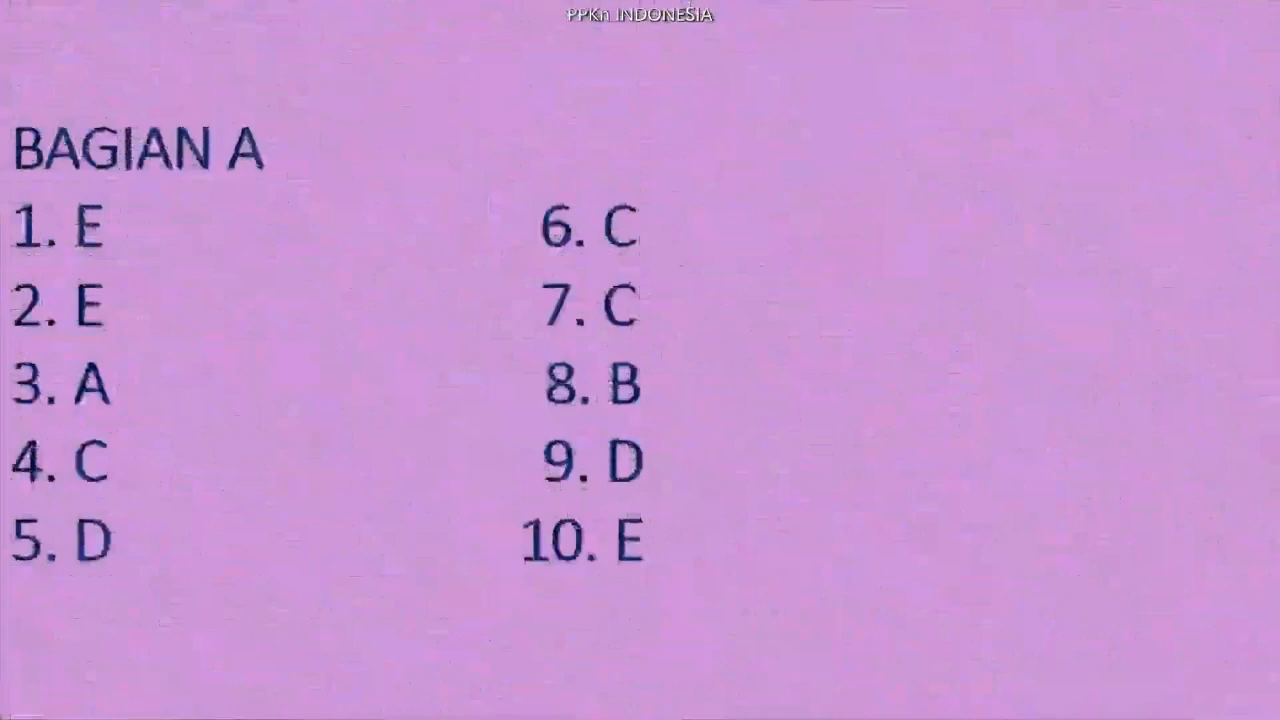 PPKn INDONESIA
BAGIAN A
1. E
2. E
3. A
4. C
5. D
6. C
7. C
8. B
9. D
10. E